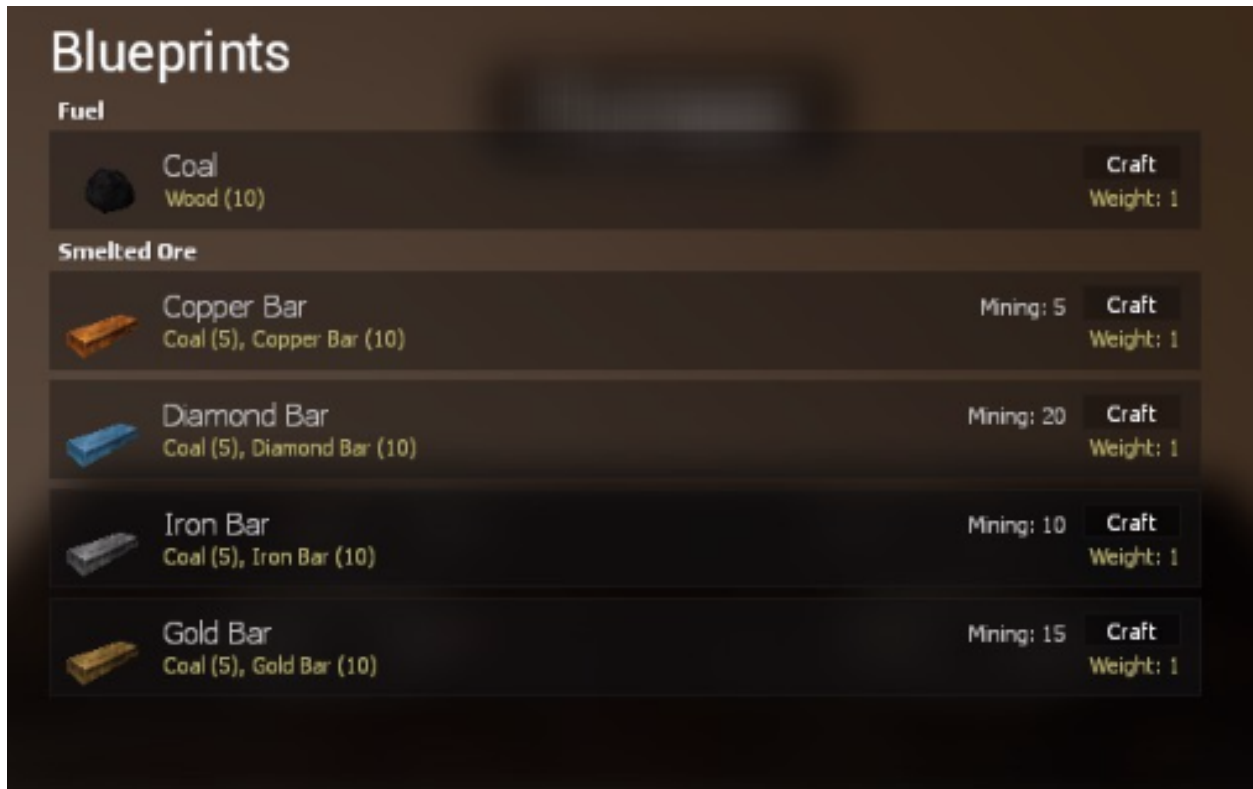 Blueprints
Fuel
Coal
Craft
Wood (10)
Weight: 1
Smelted Ore
Copper Bar
Mining: 5
Craft
Coal (5), Copper Bar (10)
Weight: 1
Diamond Bar
Mining: 20
Craft
Coal (5), Diamond Bar (10)
Weight: 1
Iron Bar
Mining: 10
Craft
Coal (5), Iron Bar (10)
Weight: 1
Gold Bar
Mining: 15
Craft
Coal (5), Gold Bar (10)
Weight: 1